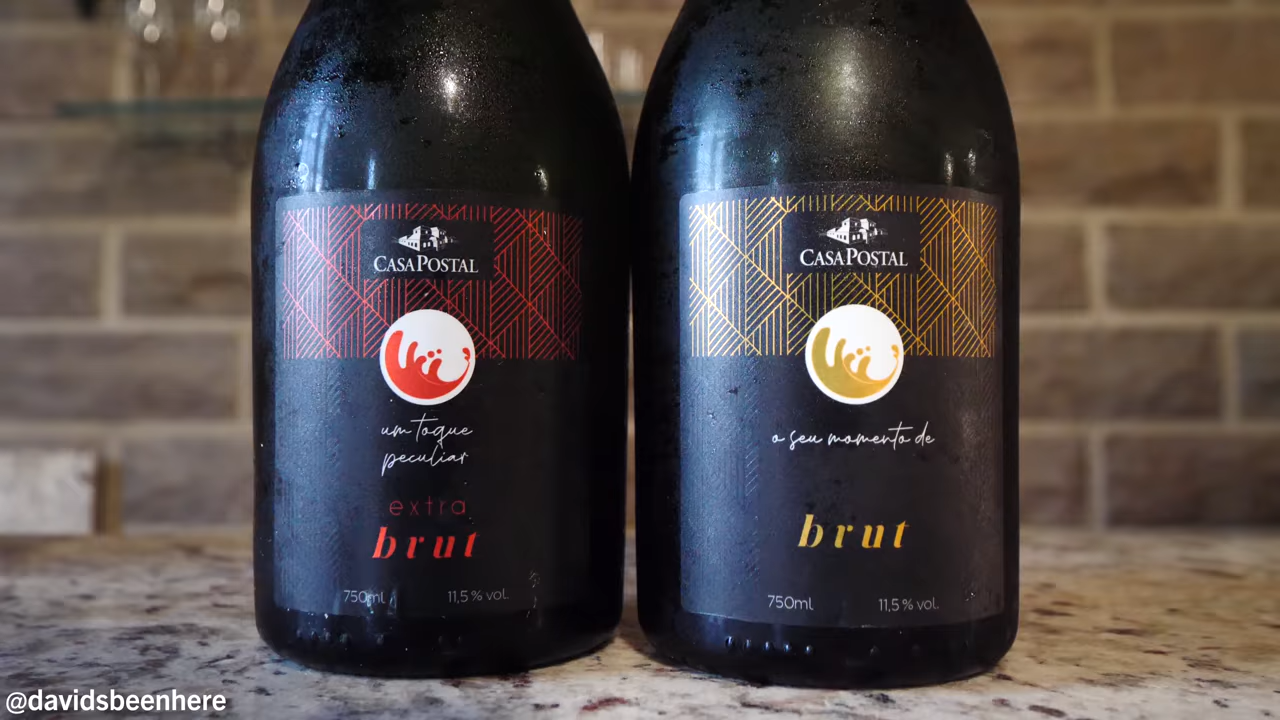 CASAPOSTAL
um toque
peculiar
extra
brut
750ml 11,5% vol.
CASAPOSTAL
o seu momento de
brut
750ml 11,5% vol.
@davidsbeenhere